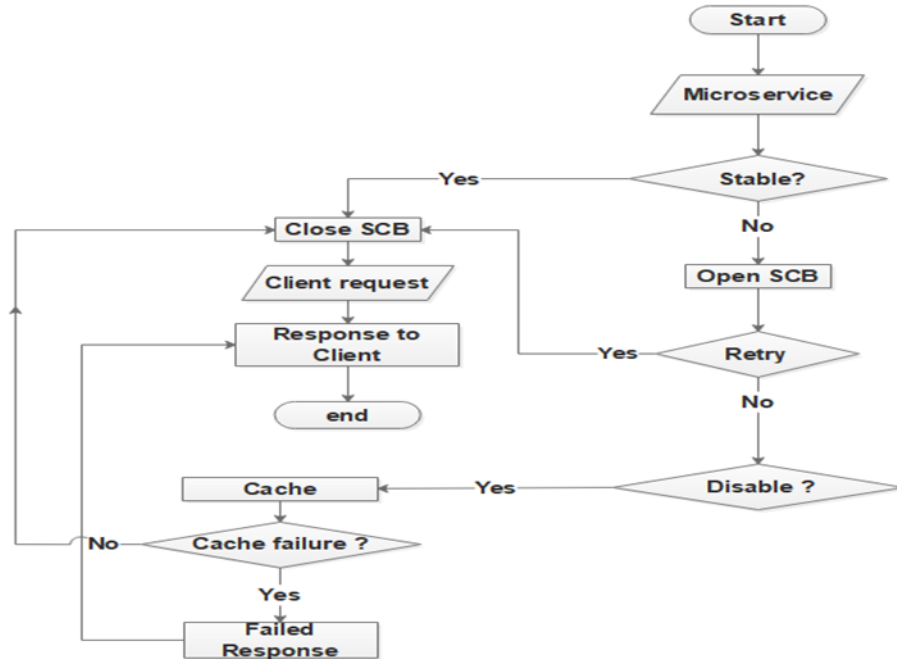 Start
Microservice
Stable?
Yes
No
Close SCB
Open SCB
Client request
Response to
Client
Yes
Retry
No
end
Cache
Yes
Disable ?
No
Cache failure ?
Yes
Failed
Response